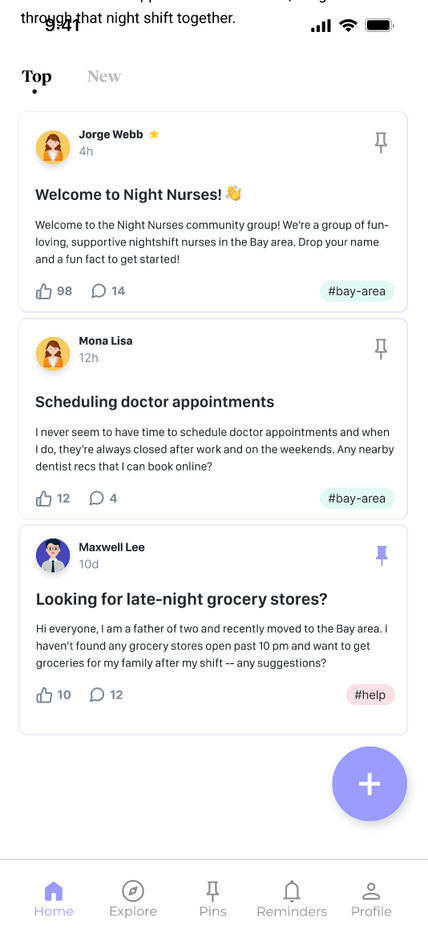 through that night shift together.
9:41
Top
New
Jorge Webb
4h
Welcome to Night Nurses! 👋
Welcome to the Night Nurses community group! We're a group of fun-
loving, supportive nightshift nurses in the Bay area. Drop your name
and a fun fact to get started!
98
14
#bay-area
Mona Lisa
12h
Scheduling doctor appointments
I never seem to have time to schedule doctor appointments and when
I do, they're always closed after work and on the weekends. Any nearby
dentist recs that I can book online?
12
4
#bay-area
Maxwell Lee
10d
Looking for late-night grocery stores?
Hi everyone, I am a father of two and recently moved to the Bay area. I
haven't found any grocery stores open past 10 pm and want to get
groceries for my family after my shift -- any suggestions?
10
12
#help
Home
Explore
Pins
Reminders
Profile